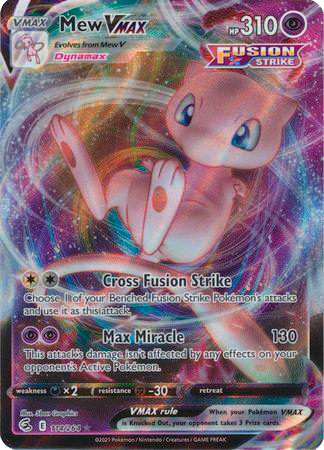 VMAX Mew VMAX HP 310
Evolves from Mew V
Dynamax
FUSION
STRIKE
Cross Fusion Strike
Choose 1 of your Benched Fusion Strike Pokémon's attacks
and use it as this attack.
Max Miracle 130
This attack's damage isn't affected by any effects on your
opponent's Active Pokémon.
weakness ×2 resistance -30 retreat
Illus. 5ban Graphics
VMAX rule
When your Pokémon VMAX
is Knocked Out, your opponent takes 3 Prize cards.
E 114/264
©2021 Pokémon / Nintendo / Creatures / GAME FREAK